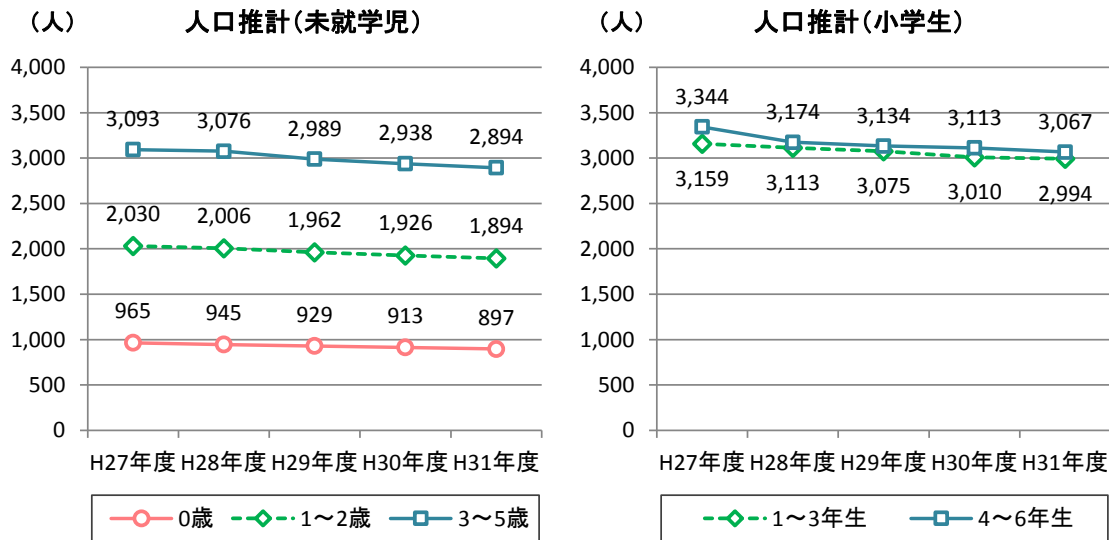 (人) 人口推計(未就学児)
4,000
3,500
3,000
2,500
2,000
1,500
1,000
500
0
3,093 3,076 2,989 2,938 2,894
2,030 2,006 1,962 1,926 1,894
965 945 929 913 897
H27年度 H28年度 H29年度 H30年度 H31年度
0歳 1～2歳 3～5歳
(人) 人口推計(小学生)
4,000
3,500
3,000
2,500
2,000
1,500
1,000
500
0
3,344 3,174 3,134 3,113 3,067
3,159 3,113 3,075 3,010 2,994
H27年度 H28年度 H29年度 H30年度 H31年度
1～3年生 4～6年生